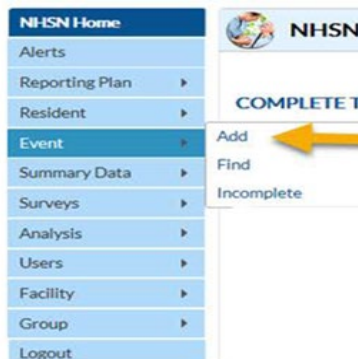 NHSN Home
Alerts
Reporting Plan
Resident
Event
Summary Data
Surveys
Analysis
Users
Facility
Group
Logout
NHSN
COMPLETE T
Add
Find
Incomplete